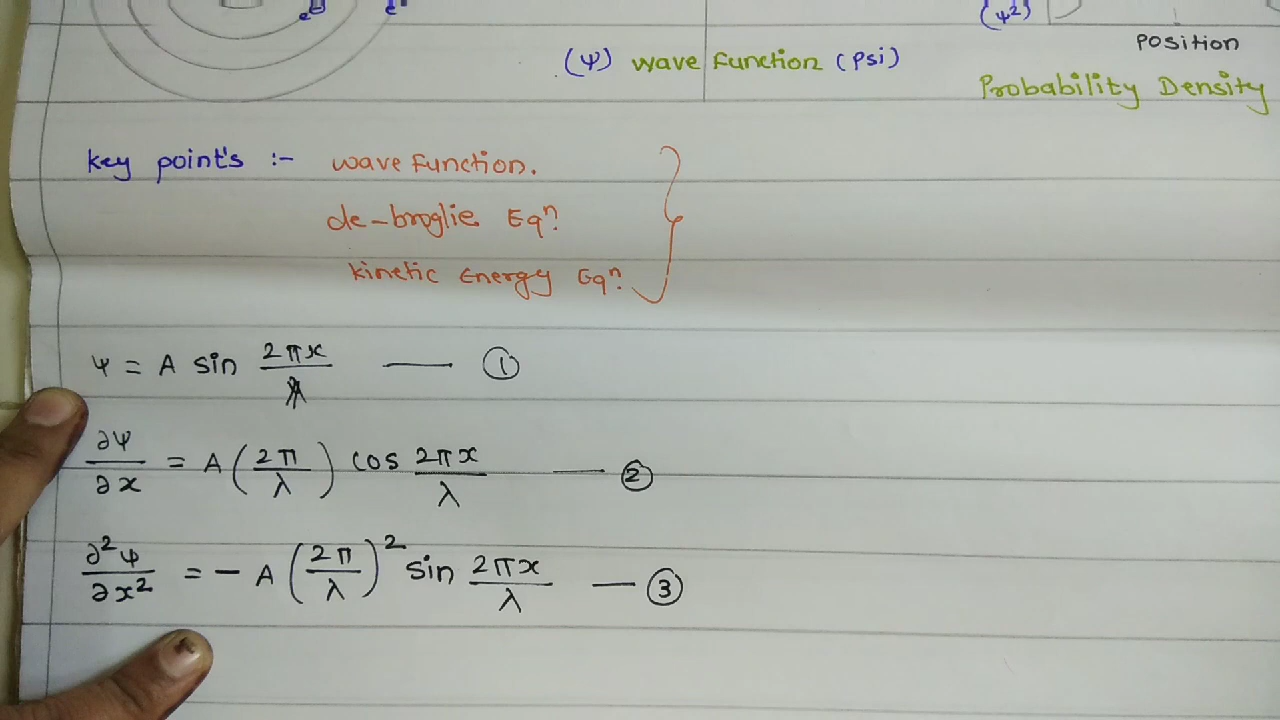 (ψ²)
Position
(ψ) wave Function (Psi)
Probability Density
key point's :- wave Function.
de-broglie Eqⁿ.
kinetic Energy Eqⁿ.
ψ = A sin 2πx/λ —— ①
∂ψ/∂x = A (2π/λ) cos 2πx/λ —— ②
∂²ψ/∂x² = - A (2π/λ)² sin 2πx/λ — ③